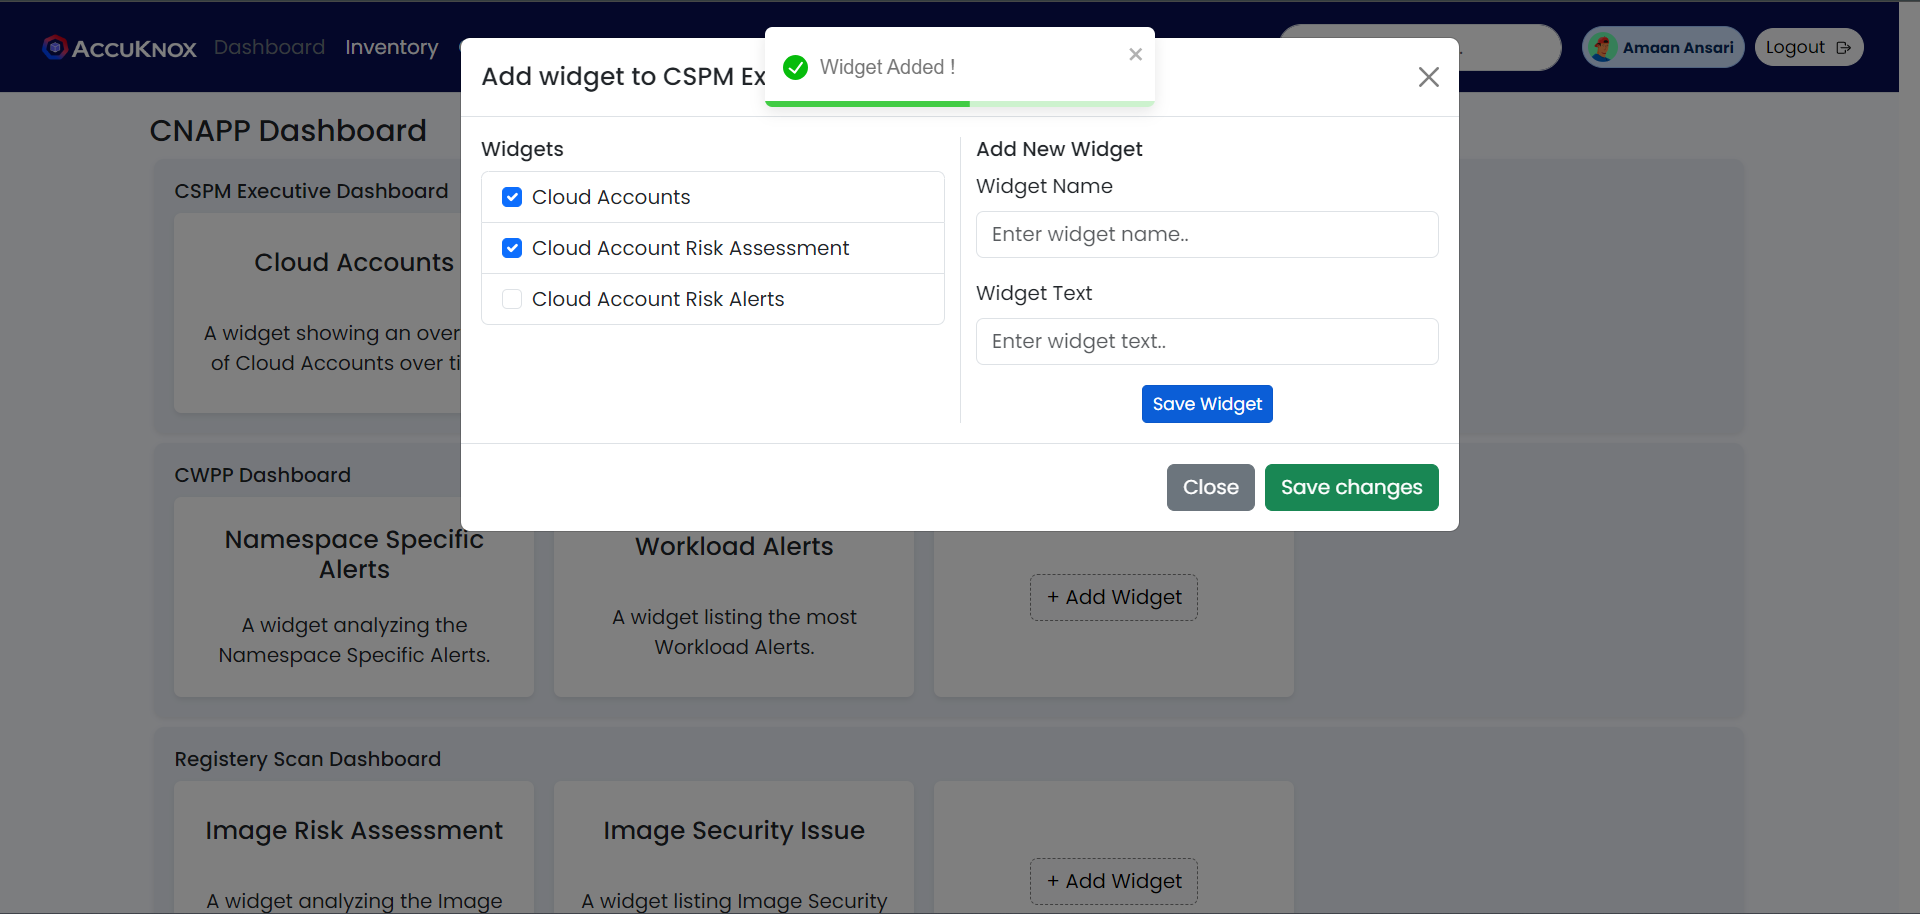 ACCUKNOX Dashboard Inventory
Amaan Ansari
Logout
Widget Added !
Add widget to CSPM Ex
CNAPP Dashboard
CSPM Executive Dashboard
Cloud Accounts
A widget showing an over
of Cloud Accounts over ti
Widgets
Cloud Accounts
Cloud Account Risk Assessment
Cloud Account Risk Alerts
Add New Widget
Widget Name
Enter widget name..
Widget Text
Enter widget text..
Save Widget
Close
Save changes
CWPP Dashboard
Namespace Specific
Alerts
A widget analyzing the
Namespace Specific Alerts.
Workload Alerts
A widget listing the most
Workload Alerts.
+ Add Widget
Registery Scan Dashboard
Image Risk Assessment
A widget analyzing the Image
Image Security Issue
A widget listing Image Security
+ Add Widget